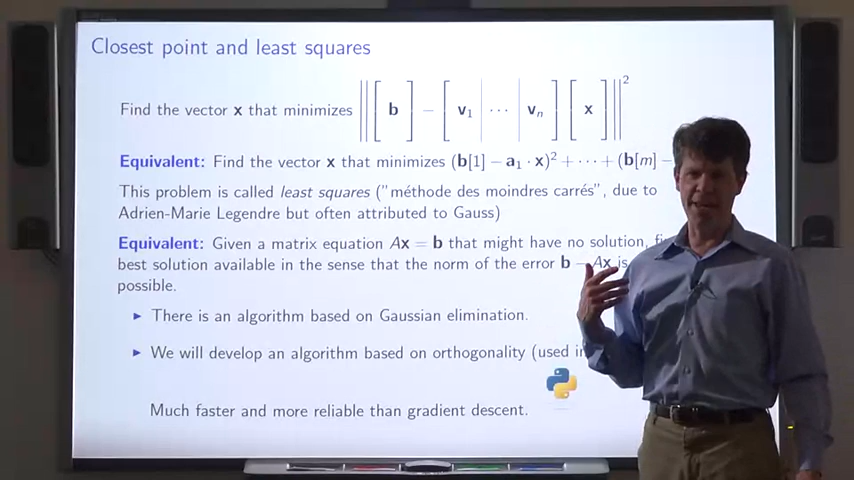 Closest point and least squares
Find the vector x that minimizes ‖[b] − [v₁ | ⋯ | vₙ] [x]‖²
Equivalent: Find the vector x that minimizes (b[1] − a₁ · x)² + ⋯ + (b[m] −
This problem is called least squares ("méthode des moindres carrés", due to
Adrien-Marie Legendre but often attributed to Gauss)
Equivalent: Given a matrix equation Ax = b that might have no solution,
best solution available in the sense that the norm of the error b − Ax is
possible.
▸ There is an algorithm based on Gaussian elimination.
▸ We will develop an algorithm based on orthogonality (used in
Much faster and more reliable than gradient descent.